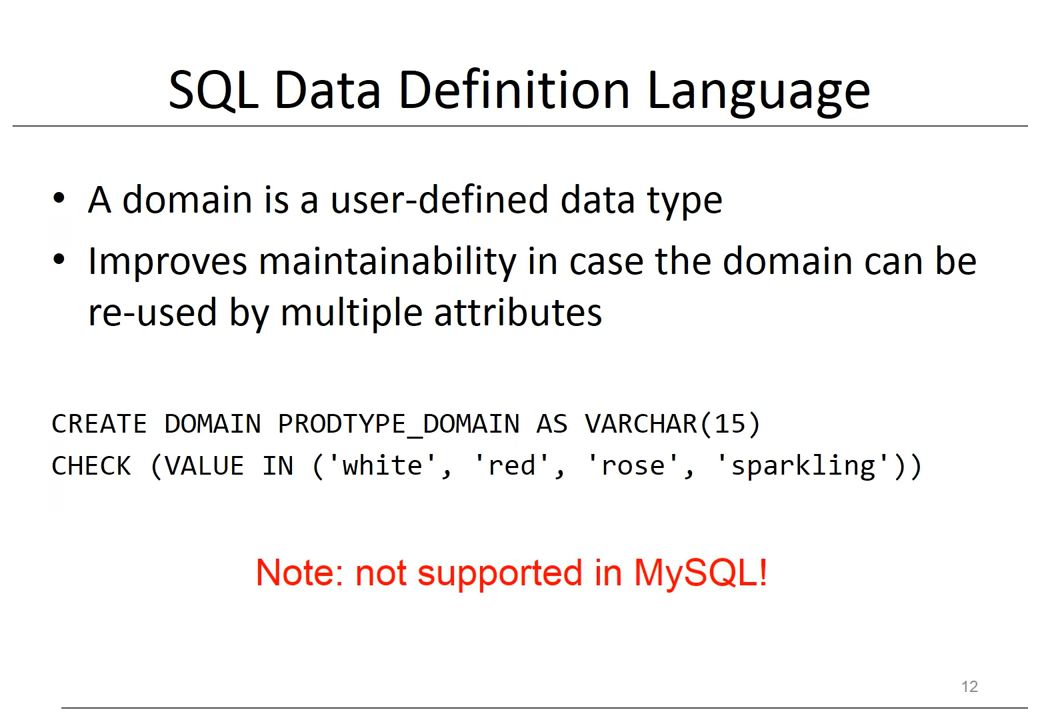 SQL Data Definition Language
• A domain is a user-defined data type
• Improves maintainability in case the domain can be
re-used by multiple attributes
CREATE DOMAIN PRODTYPE_DOMAIN AS VARCHAR(15)
CHECK (VALUE IN ('white', 'red', 'rose', 'sparkling'))
Note: not supported in MySQL!
12